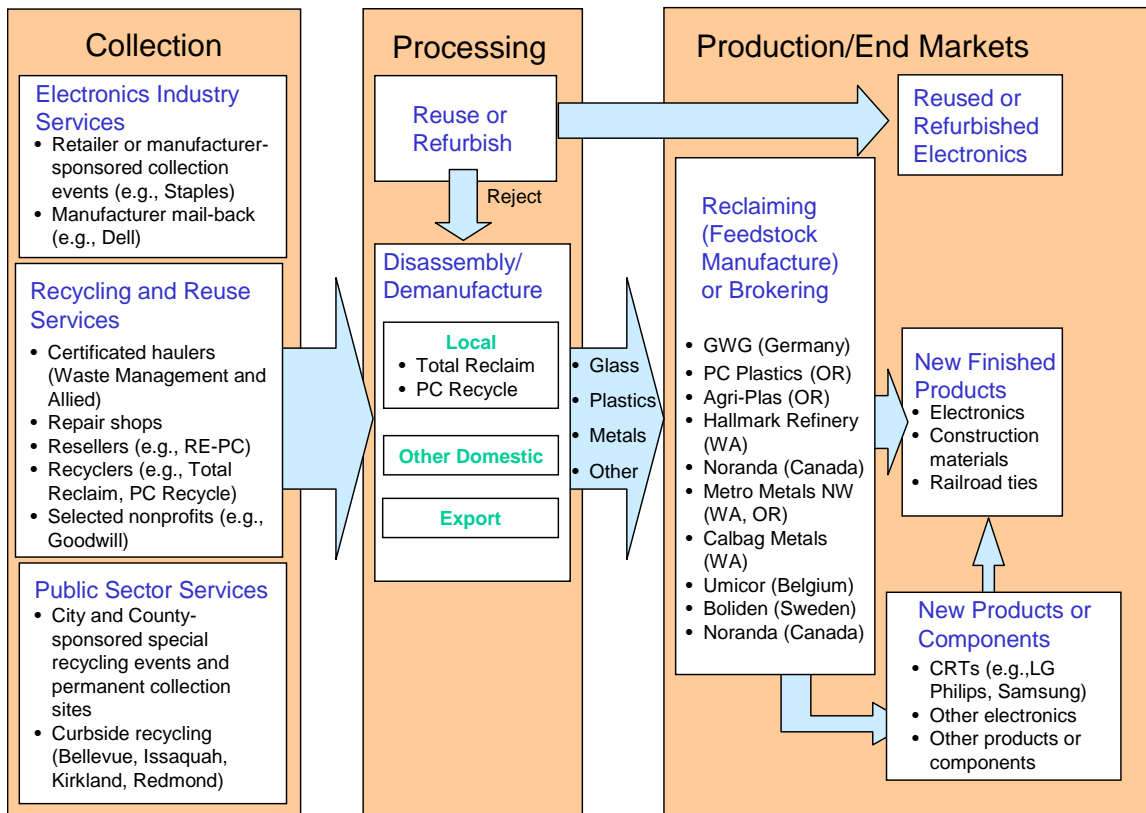 Collection
Electronics Industry
Services
• Retailer or manufacturer-
sponsored collection
events (e.g., Staples)
• Manufacturer mail-back
(e.g., Dell)
Recycling and Reuse
Services
• Certificated haulers
(Waste Management and
Allied)
• Repair shops
• Resellers (e.g., RE-PC)
• Recyclers (e.g., Total
Reclaim, PC Recycle)
• Selected nonprofits (e.g.,
Goodwill)
Public Sector Services
• City and County-
sponsored special
recycling events and
permanent collection
sites
• Curbside recycling
(Bellevue, Issaquah,
Kirkland, Redmond)
Processing
Reuse or
Refurbish
Reject
Disassembly/
Demanufacture
Local
• Total Reclaim
• PC Recycle
Other Domestic
Export
• Glass
• Plastics
• Metals
• Other
Production/End Markets
Reused or
Refurbished
Electronics
Reclaiming
(Feedstock
Manufacture)
or Brokering
• GWG (Germany)
• PC Plastics (OR)
• Agri-Plas (OR)
• Hallmark Refinery
(WA)
• Noranda (Canada)
• Metro Metals NW
(WA, OR)
• Calbag Metals
(WA)
• Umicor (Belgium)
• Boliden (Sweden)
• Noranda (Canada)
New Finished
Products
• Electronics
• Construction
materials
• Railroad ties
New Products or
Components
• CRTs (e.g.,LG
Philips, Samsung)
• Other electronics
• Other products or
components